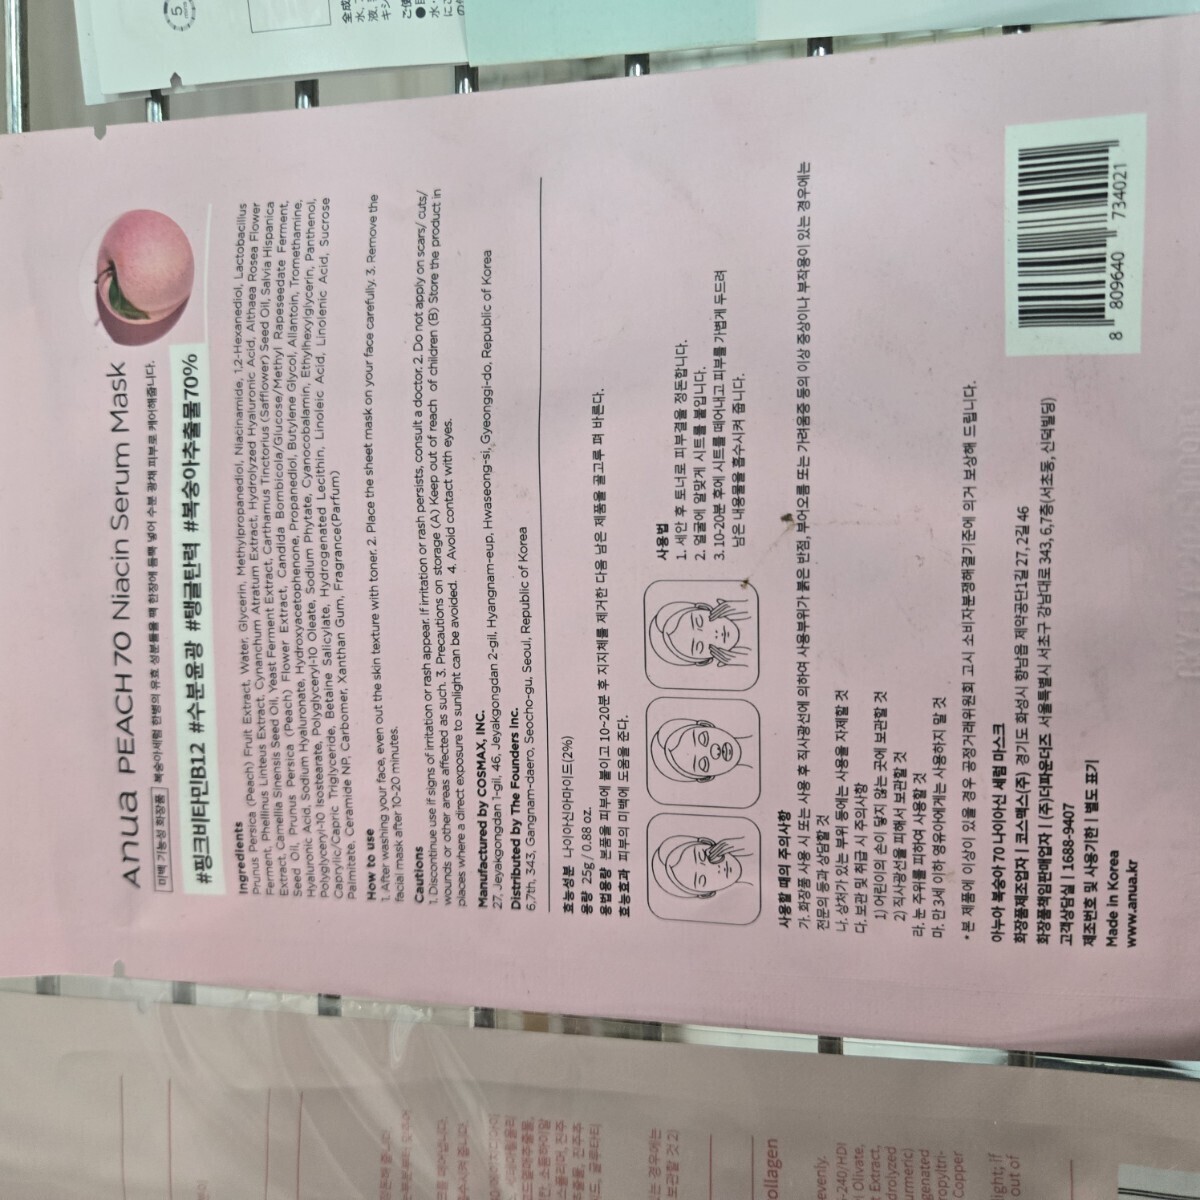 Anua PEACH 70 Niacin Serum Mask
미백 기능성 화장품 복숭아세럼 한병의 유효 성분들을 팩 한장에 듬뿍 넣어 수분 광채 피부로 케어해줍니다.
#핑크비타민B12 #수분윤광 #탱글탄력 #복숭아추출물70%
Ingredients
Prunus Persica (Peach) Fruit Extract, Water, Glycerin, Methylpropanediol, Niacinamide, 1,2-Hexanediol, Lactobacillus
Ferment, Phellinus Linteus Extract, Cynanchum Atratum Extract, Hydrolyzed Hyaluronic Acid, Althaea Rosea Flower
Extract, Camellia Sinensis Seed Oil, Yeast Ferment Extract, Carthamus Tinctorius (Safflower) Seed Oil, Salvia Hispanica
Seed Oil, Prunus Persica (Peach) Flower Extract, Candida Bombicola/Glucose/Methyl Rapeseedate Ferment,
Hyaluronic Acid, Sodium Hyaluronate, Hydroxyacetophenone, Propanediol, Butylene Glycol, Allantoin, Tromethamine,
Polyglyceryl-10 Isostearate, Polyglyceryl-10 Oleate, Sodium Phytate, Cyanocobalamin, Ethylhexylglycerin, Panthenol,
Caprylic/Capric Triglyceride, Betaine Salicylate, Hydrogenated Lecithin, Linoleic Acid, Linolenic Acid, Sucrose
Palmitate, Ceramide NP, Carbomer, Xanthan Gum, Fragrance(Parfum)
How to use
1. After washing your face, even out the skin texture with toner. 2. Place the sheet mask on your face carefully. 3. Remove the
facial mask after 10-20 minutes.
Cautions
1. Discontinue use if signs of irritation or rash appear. If irritation or rash persists, consult a doctor. 2. Do not apply on scars/ cuts/
wounds or other areas affected as such. 3. Precautions on storage (A) Keep out of reach of children (B) Store the product in
places where a direct exposure to sunlight can be avoided. 4. Avoid contact with eyes.
Manufactured by COSMAX, INC.
27, Jeyakgongdan 1-gil, 46, Jeyakgongdan 2-gil, Hyangnam-eup, Hwaseong-si, Gyeonggi-do, Republic of Korea
Distributed by The Founders Inc.
6,7th, 343, Gangnam-daero, Seocho-gu, Seoul, Republic of Korea
효능성분 나이아신아마이드(2%)
용량 25g / 0.88 oz.
용법용량 본품을 피부에 붙이고 10~20분 후 지지체를 제거한 다음 남은 제품을 골고루 펴 바른다.
효능효과 피부의 미백에 도움을 준다.
사용법
1. 세안 후 토너로 피부결을 정돈합니다.
2. 얼굴에 알맞게 시트를 붙입니다.
3. 10-20분 후에 시트를 떼어내고 피부를 가볍게 두드려
남은 내용물을 흡수시켜 줍니다.
사용할 때의 주의사항
가. 화장품 사용 시 또는 사용 후 직사광선에 의하여 사용부위가 붉은 반점, 부어오름 또는 가려움증 등의 이상 증상이나 부작용이 있는 경우에는
전문의 등과 상담할 것
나. 상처가 있는 부위 등에는 사용을 자제할 것
다. 보관 및 취급 시 주의사항
1) 어린이의 손이 닿지 않는 곳에 보관할 것
2) 직사광선을 피해서 보관할 것
라. 눈 주위를 피하여 사용할 것
마. 만 3세 이하 영유아에게는 사용하지 말 것
*본 제품에 이상이 있을 경우 공정거래위원회 고시 소비자분쟁해결기준에 의거 보상해 드립니다.
아누아 복숭아 70 나이아신 세럼 마스크
화장품제조업자 | 코스맥스(주) 경기도 화성시 향남읍 제약공단1길 27, 2길 46
화장품책임판매업자 | (주)더파운더즈 서울특별시 서초구 강남대로 343, 6,7층(서초동, 신덕빌딩)
고객상담실 | 1688-9407
제조번호 및 사용기한 | 별도 표기
Made in Korea
www.anua.kr
8 809640 734021
ollagen
evenly.
-240/HDI
Olivate,
Extract,
drolyzed
urmeric)
genated
ropyltri-
Copper
ight; if
out of